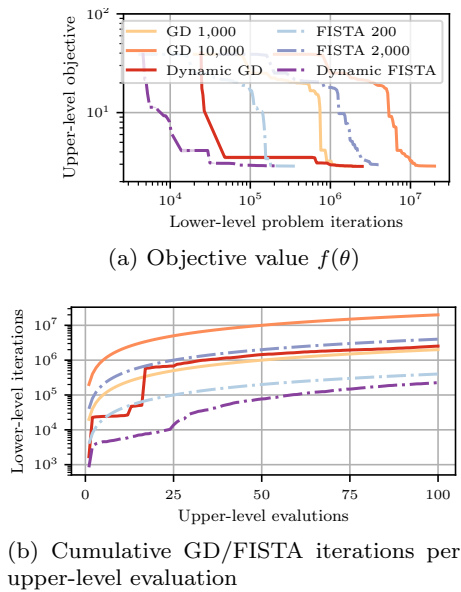 10²
GD 1,000
FISTA 200
GD 10,000
FISTA 2,000
Dynamic GD
Dynamic FISTA
Upper-level objective
10¹
10⁴
10⁵
10⁶
10⁷
Lower-level problem iterations
(a) Objective value f(θ)
10⁷
10⁶
10⁵
10⁴
10³
Lower-level iterations
0
25
50
75
100
Upper-level evalutions
(b) Cumulative GD/FISTA iterations per
upper-level evaluation